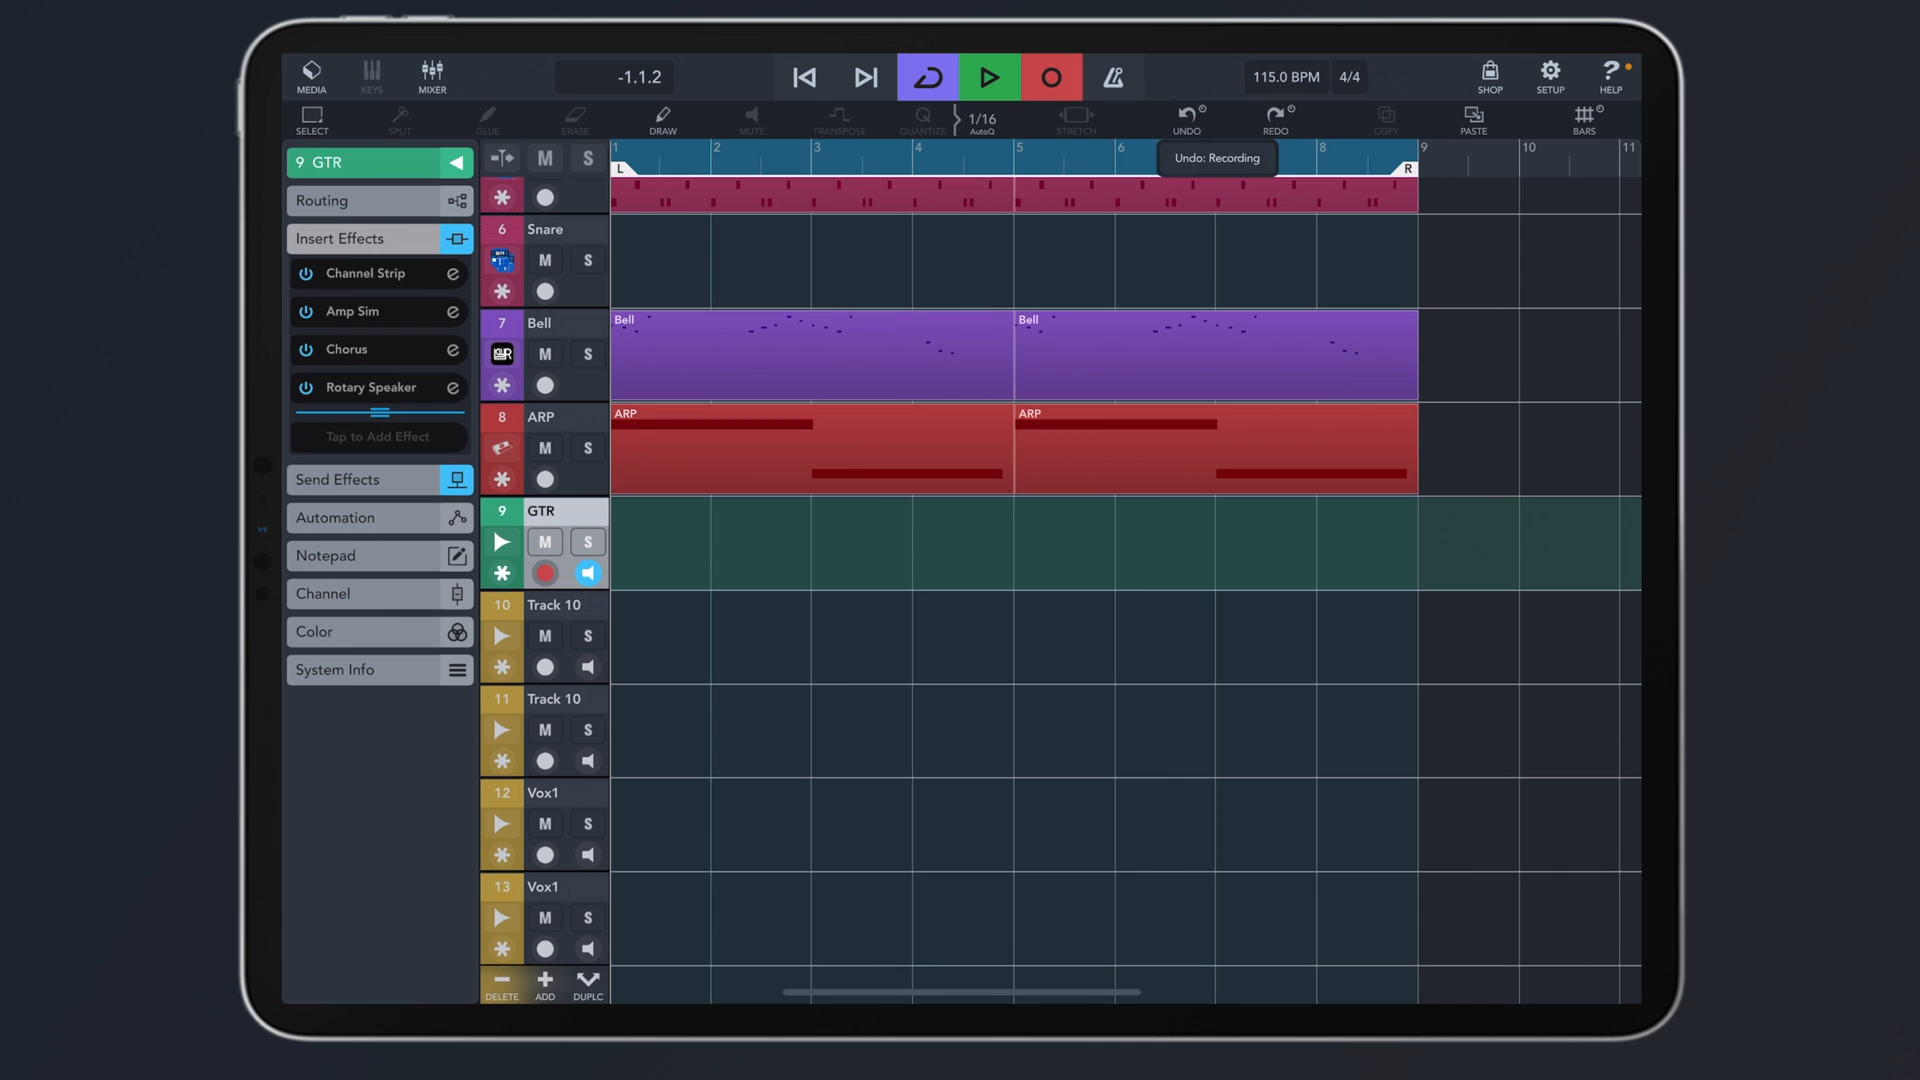 MEDIA
KEYS
MIXER
-1.1.2
115.0 BPM
4/4
SHOP
SETUP
?
HELP
SELECT
SPLIT
GLUE
ERASE
DRAW
MUTE
TRANSPOSE
QUANTIZE
1/16
AutoQ
STRETCH
UNDO
REDO
COPY
PASTE
BARS
9 GTR
M S
1 2 3 4 5 6 8 9 10 11
Undo: Recording
L R
Routing
Insert Effects
Channel Strip e
Amp Sim e
Chorus e
Rotary Speaker e
Tap to Add Effect
Send Effects
Automation
Notepad
Channel
Color
System Info
6 Snare
M S
7 Bell
M S
Bell Bell
8 ARP
M S
ARP ARP
9 GTR
M S
10 Track 10
M S
11 Track 10
M S
12 Vox1
M S
13 Vox1
M S
DELETE ADD DUPLC